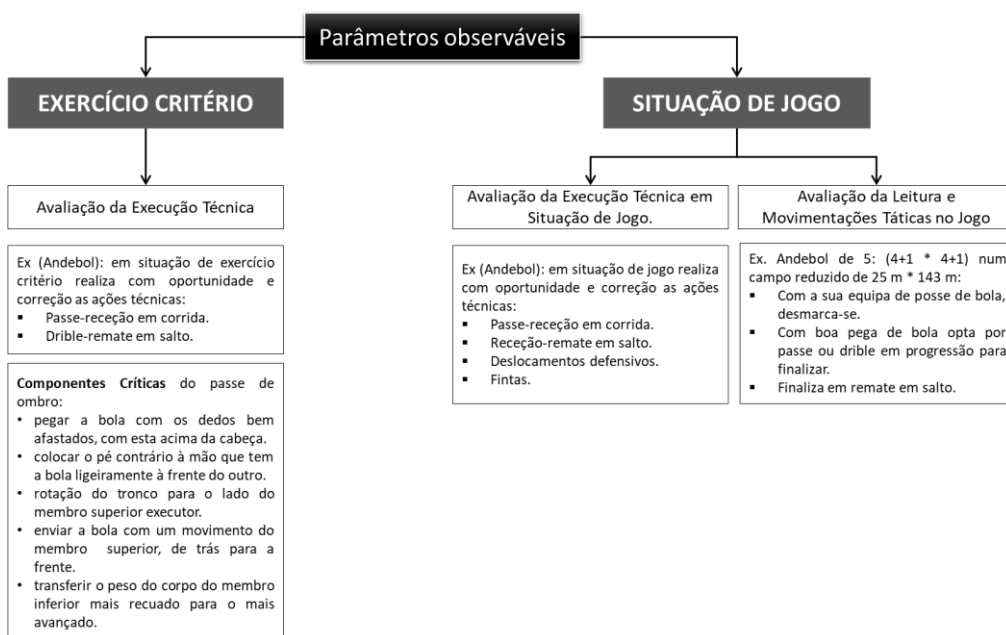 Parâmetros observáveis
EXERCÍCIO CRITÉRIO
SITUAÇÃO DE JOGO
Avaliação da Execução Técnica
Avaliação da Execução Técnica em
Situação de Jogo.
Avaliação da Leitura e
Movimentações Táticas no Jogo
Ex (Andebol): em situação de exercício
critério realiza com oportunidade e
correção as ações técnicas:
▪ Passe-receção em corrida.
▪ Drible-remate em salto.
Ex (Andebol): em situação de jogo realiza
com oportunidade e correção as ações
técnicas:
▪ Passe-receção em corrida.
▪ Receção-remate em salto.
▪ Deslocamentos defensivos.
▪ Fintas.
Ex. Andebol de 5: (4+1 * 4+1) num
campo reduzido de 25 m * 143 m:
▪ Com a sua equipa de posse de bola,
desmarca-se.
▪ Com boa pega de bola opta por
passe ou drible em progressão para
finalizar.
▪ Finaliza em remate em salto.
Componentes Críticas do passe de
ombro:
• pegar a bola com os dedos bem
afastados, com esta acima da cabeça.
• colocar o pé contrário à mão que tem
a bola ligeiramente à frente do outro.
• rotação do tronco para o lado do
membro superior executor.
• enviar a bola com um movimento do
membro superior, de trás para a
frente.
• transferir o peso do corpo do membro
inferior mais recuado para o mais
avançado.